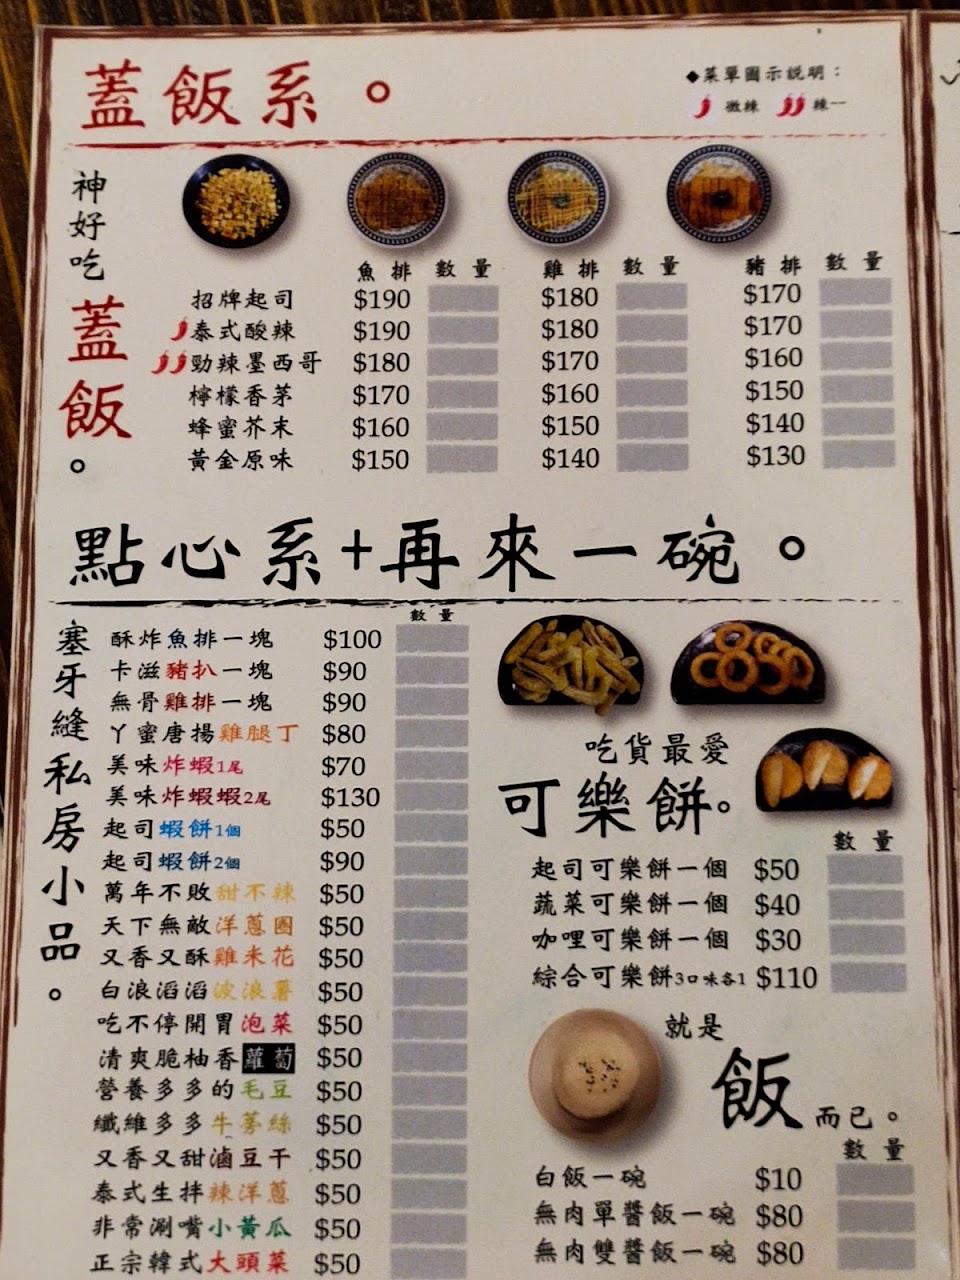 蓋飯系。
◆菜單圖示說明：
微辣 辣
神好吃
蓋飯。
魚排 數量 雞排 數量 豬排 數量
招牌起司 $190 $180 $170
泰式酸辣 $190 $180 $170
勁辣墨西哥 $180 $170 $160
檸檬香茅 $170 $160 $150
蜂蜜芥末 $160 $150 $140
黃金原味 $150 $140 $130
點心系+再來一碗。
數量
塞牙縫私房小品。
酥炸魚排一塊 $100
卡滋豬扒一塊 $90
無骨雞排一塊 $90
丫蜜唐揚雞腿丁 $80
美味炸蝦1尾 $70
美味炸蝦蝦2尾 $130
起司蝦餅1個 $50
起司蝦餅2個 $90
萬年不敗甜不辣 $50
天下無敵洋蔥圈 $50
又香又酥雞米花 $50
白浪滔滔波浪薯 $50
吃不停開胃泡菜 $50
清爽脆柚香蘿蔔 $50
營養多多的毛豆 $50
纖維多多牛蒡絲 $50
又香又甜滷豆干 $50
泰式生拌辣洋蔥 $50
非常涮嘴小黃瓜 $50
正宗韓式大頭菜 $50
吃貨最愛
可樂餅。
數量
起司可樂餅一個 $50
蔬菜可樂餅一個 $40
咖哩可樂餅一個 $30
綜合可樂餅3口味各1 $110
就是
飯而已。
數量
白飯一碗 $10
無肉單醬飯一碗 $80
無肉雙醬飯一碗 $80